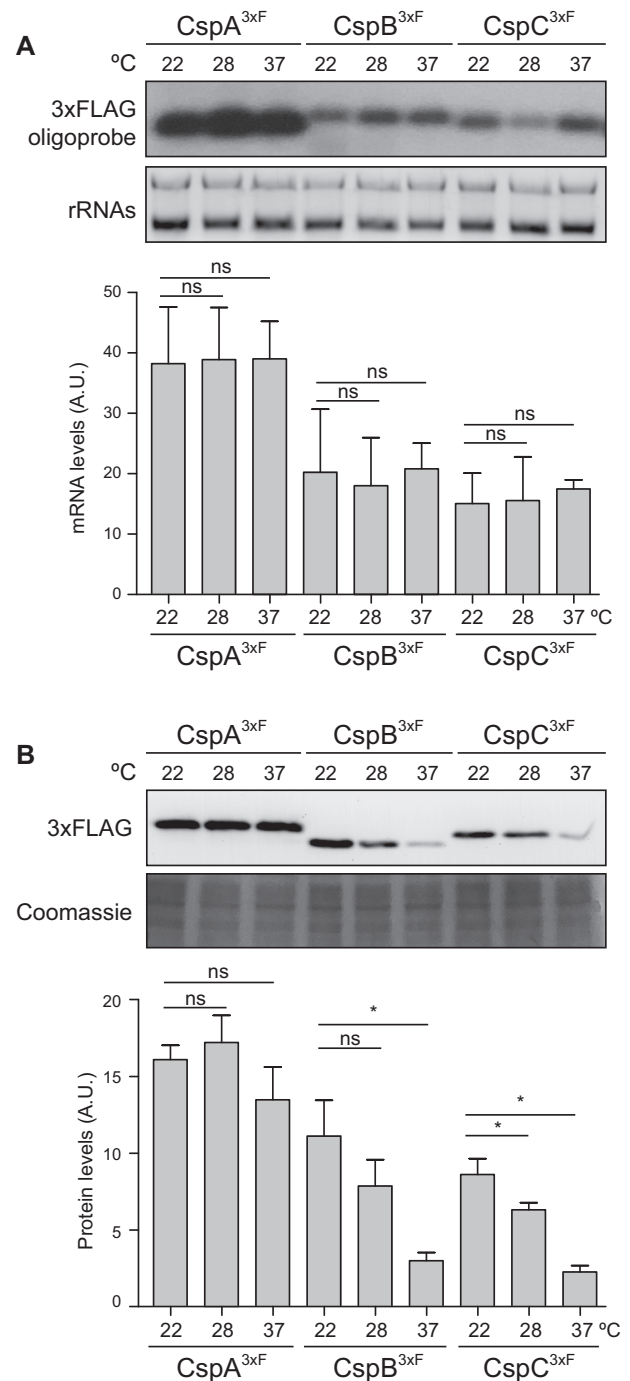 A
CspA3xF CspB3xF CspC3xF
ºC 22 28 37 22 28 37 22 28 37
3xFLAG
oligoprobe
rRNAs
ns
ns
ns
ns
ns
ns
mRNA levels (A.U.)
50
40
30
20
10
0
22 28 37 22 28 37 22 28 37 ºC
CspA3xF CspB3xF CspC3xF
B
CspA3xF CspB3xF CspC3xF
ºC 22 28 37 22 28 37 22 28 37
3xFLAG
Coomassie
ns
ns
*
ns
*
*
Protein levels (A.U.)
20
15
10
5
0
22 28 37 22 28 37 22 28 37 ºC
CspA3xF CspB3xF CspC3xF